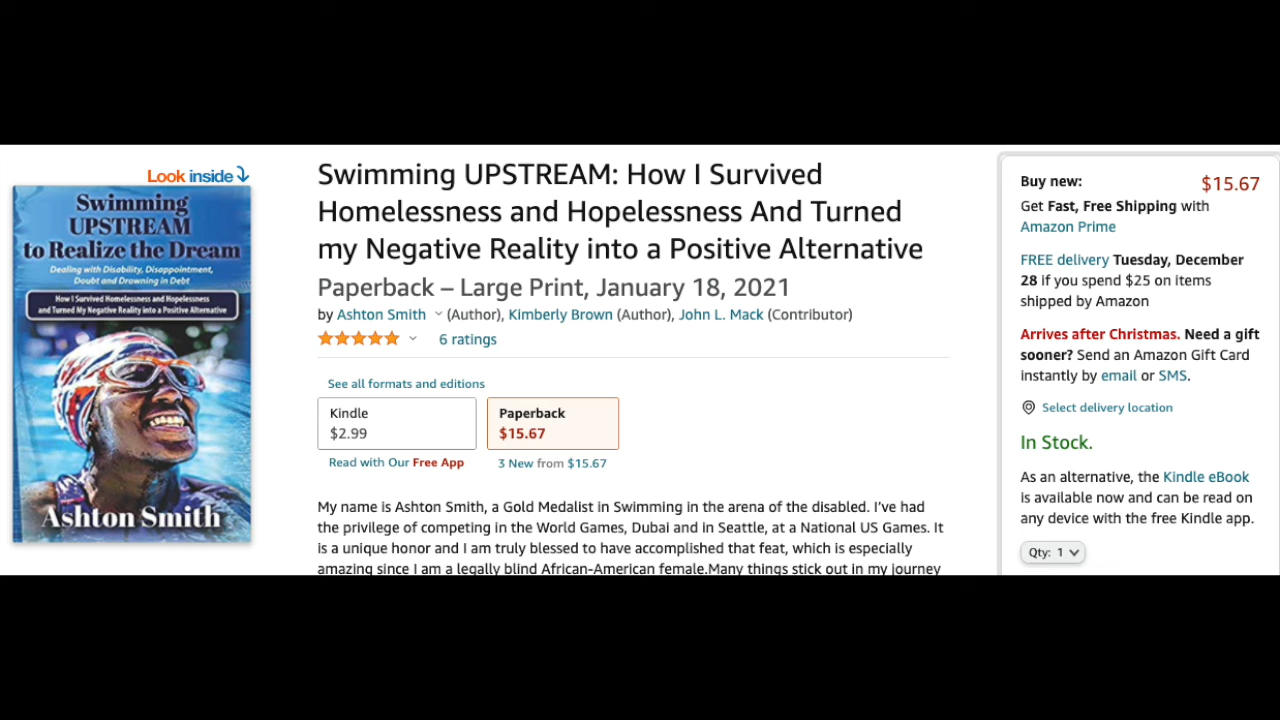 Look inside
Swimming
UPSTREAM
to Realize the Dream
Dealing with Disability, Disappointment,
Doubt and Drowning in Debt
How I Survived Homelessness and Hopelessness
and Turned My Negative Reality into a Positive Alternative
Ashton Smith
Swimming UPSTREAM: How I Survived
Homelessness and Hopelessness And Turned
my Negative Reality into a Positive Alternative
Paperback – Large Print, January 18, 2021
by Ashton Smith (Author), Kimberly Brown (Author), John L. Mack (Contributor)
6 ratings
See all formats and editions
Kindle
$2.99
Paperback
$15.67
Read with Our Free App
3 New from $15.67
My name is Ashton Smith, a Gold Medalist in Swimming in the arena of the disabled. I’ve had
the privilege of competing in the World Games, Dubai and in Seattle, at a National US Games. It
is a unique honor and I am truly blessed to have accomplished that feat, which is especially
amazing since I am a legally blind African-American female.Many things stick out in my journey
Buy new: $15.67
Get Fast, Free Shipping with
Amazon Prime
FREE delivery Tuesday, December
28 if you spend $25 on items
shipped by Amazon
Arrives after Christmas. Need a gift
sooner? Send an Amazon Gift Card
instantly by email or SMS.
Select delivery location
In Stock.
As an alternative, the Kindle eBook
is available now and can be read on
any device with the free Kindle app.
Qty: 1